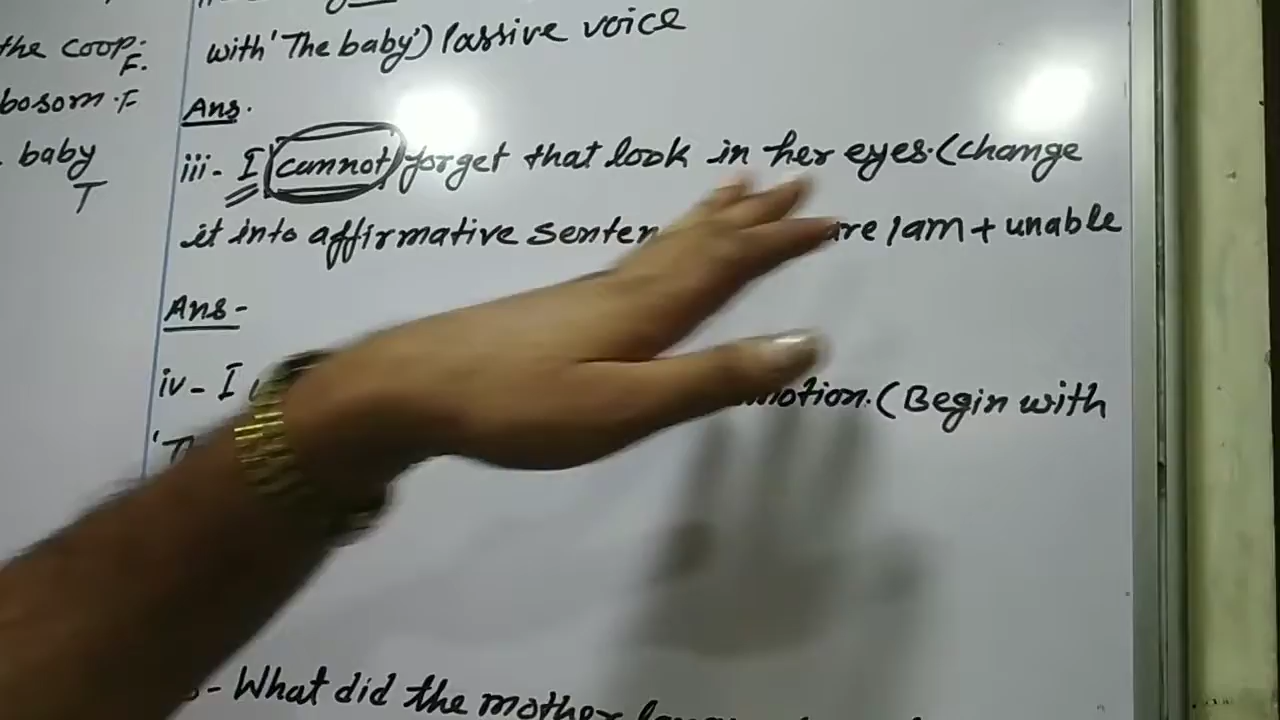 the coop.
F.
bosom. F
baby
T
with 'The baby') Passive voice
Ans.
iii- I cannot forget that look in her eyes. (change
it into affirmative are / am + unable
Ans-
iv- I motion. (Begin with
- What did the mother